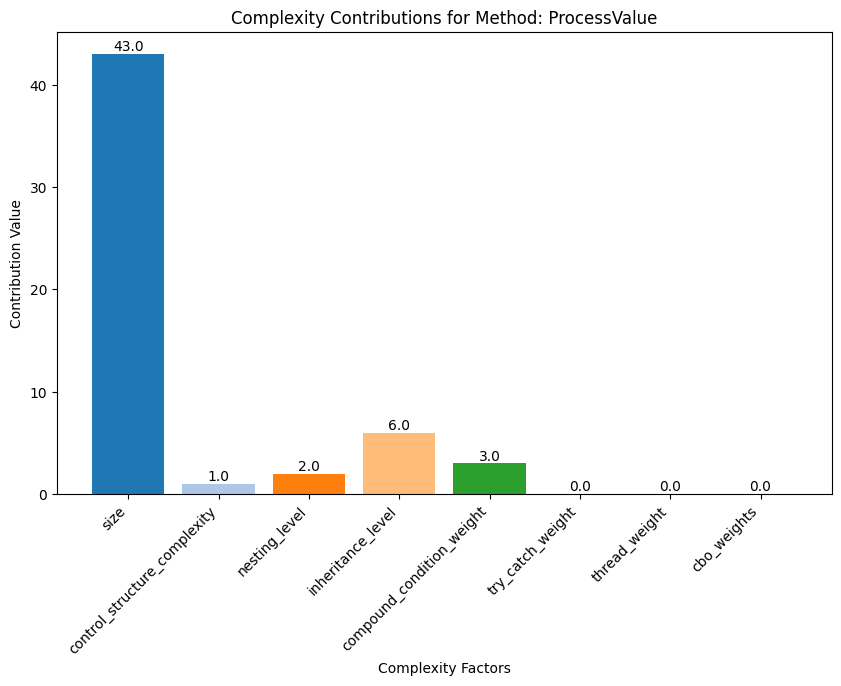 Complexity Contributions for Method: ProcessValue
Contribution Value
40
30
20
10
0
43.0
1.0
2.0
6.0
3.0
0.0
0.0
0.0
size
control_structure_complexity
nesting_level
inheritance_level
compound_condition_weight
try_catch_weight
thread_weight
cbo_weights
Complexity Factors